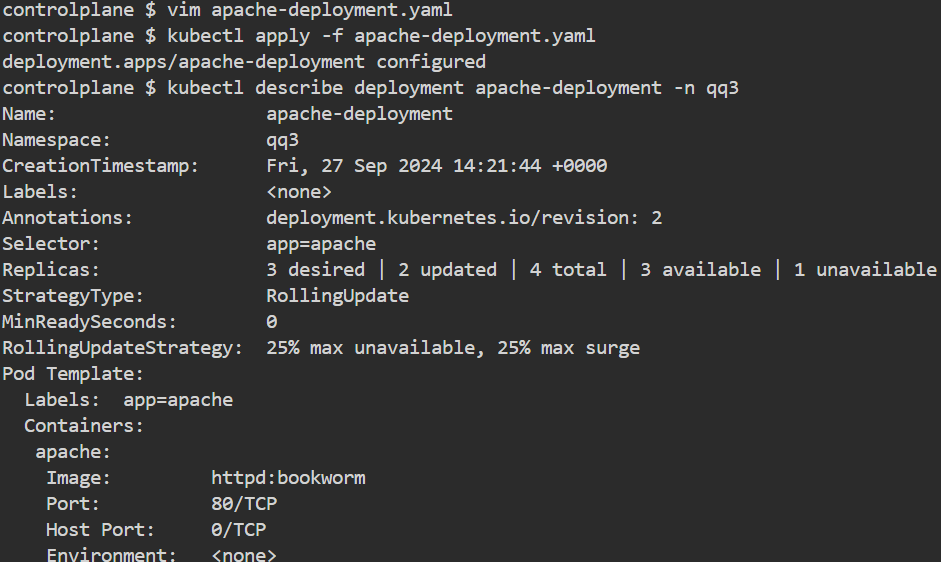 controlplane $ vim apache-deployment.yaml
controlplane $ kubectl apply -f apache-deployment.yaml
deployment.apps/apache-deployment configured
controlplane $ kubectl describe deployment apache-deployment -n qq3
Name:                   apache-deployment
Namespace:              qq3
CreationTimestamp:      Fri, 27 Sep 2024 14:21:44 +0000
Labels:                 <none>
Annotations:            deployment.kubernetes.io/revision: 2
Selector:               app=apache
Replicas:               3 desired | 2 updated | 4 total | 3 available | 1 unavailable
StrategyType:           RollingUpdate
MinReadySeconds:        0
RollingUpdateStrategy:  25% max unavailable, 25% max surge
Pod Template:
  Labels:  app=apache
  Containers:
   apache:
    Image:         httpd:bookworm
    Port:          80/TCP
    Host Port:     0/TCP
    Environment:   <none>